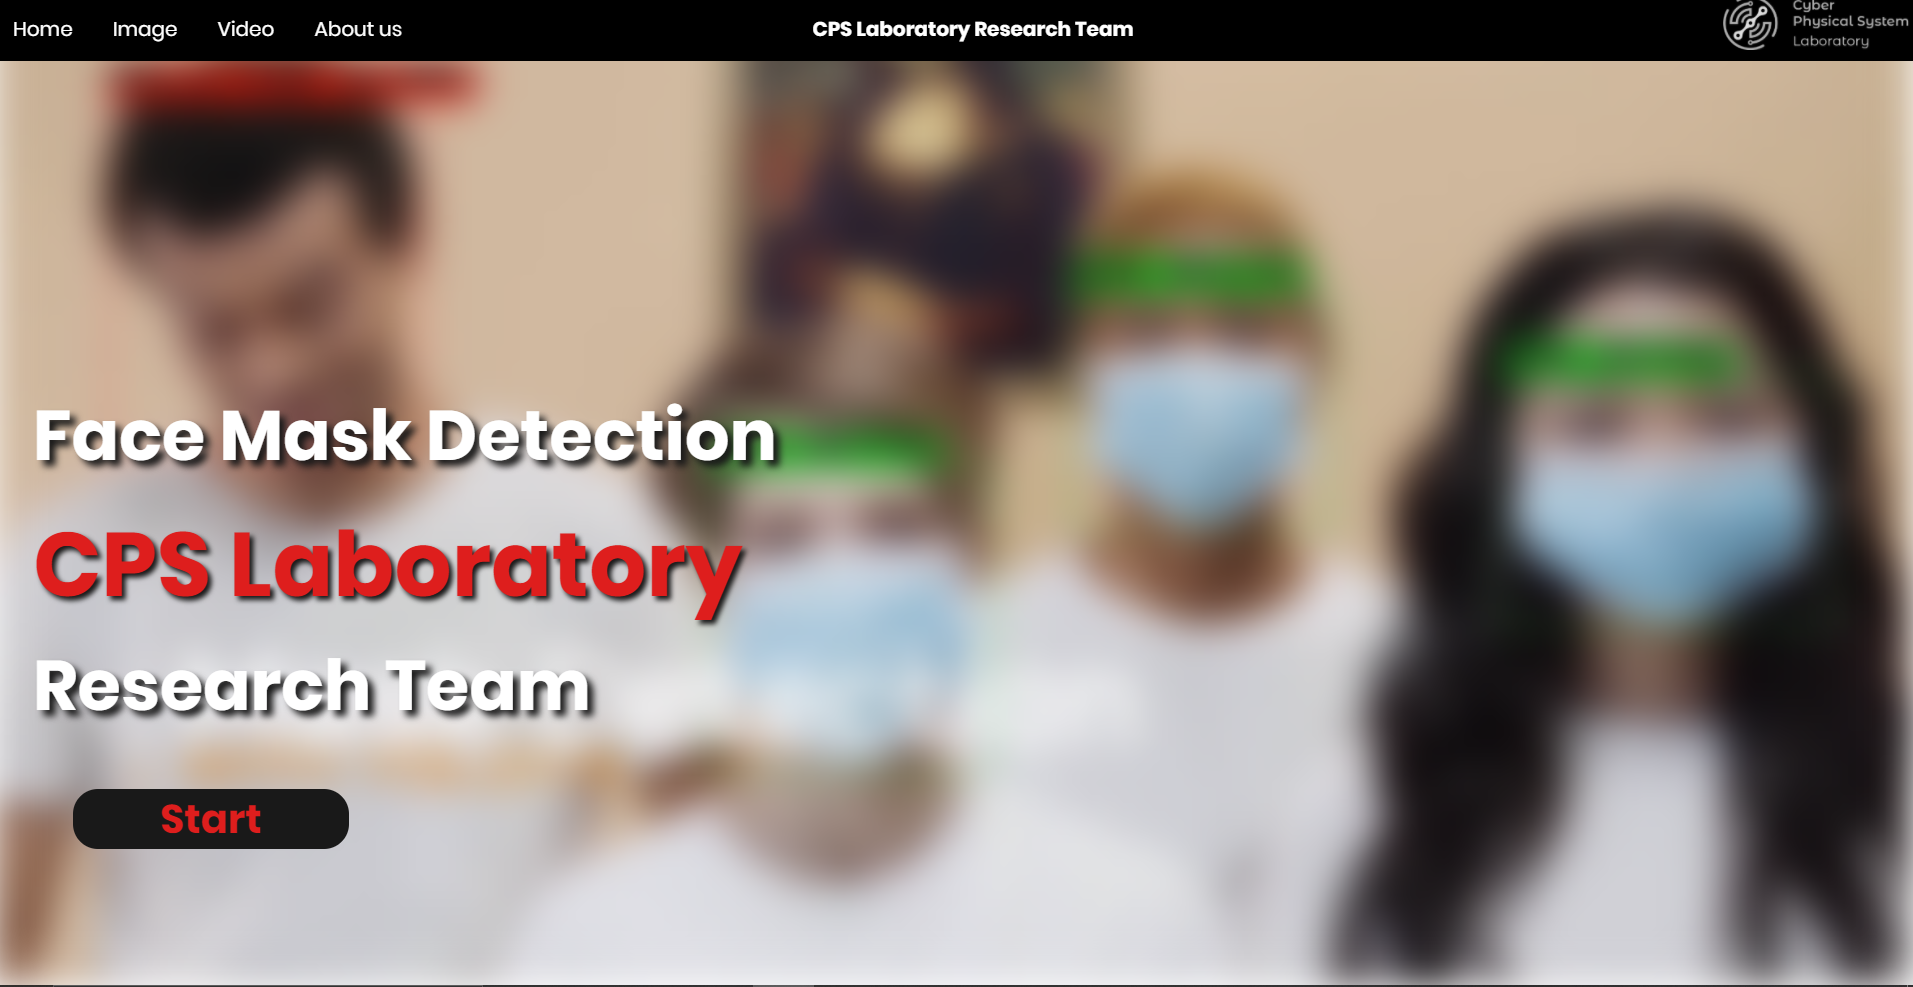 Home Image Video About us CPS Laboratory Research Team
Cyber
Physical System
Laboratory
Face Mask Detection
CPS Laboratory
Research Team
Start